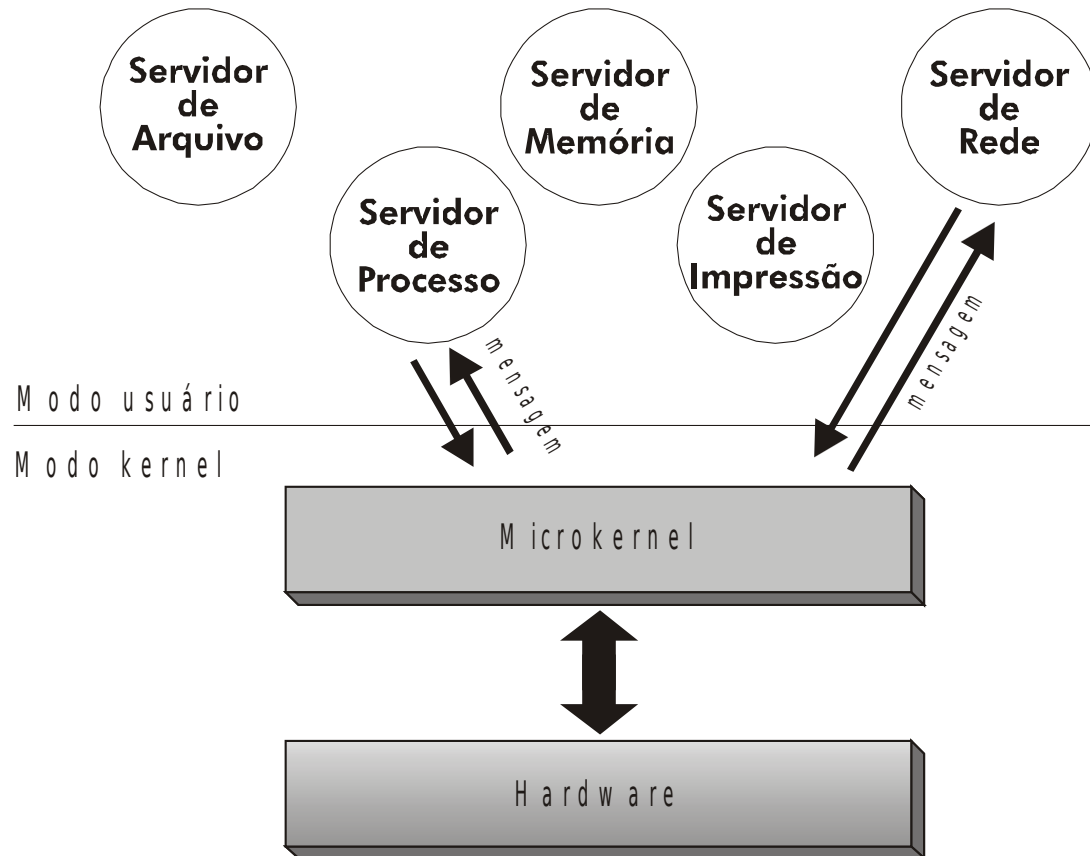 Servidor
de
Arquivo
Servidor
de
Memória
Servidor
de
Rede
Servidor
de
Processo
Servidor
de
Impressão
mensagem
mensagem
Modo usuário
Modo kernel
Microkernel
Hardware